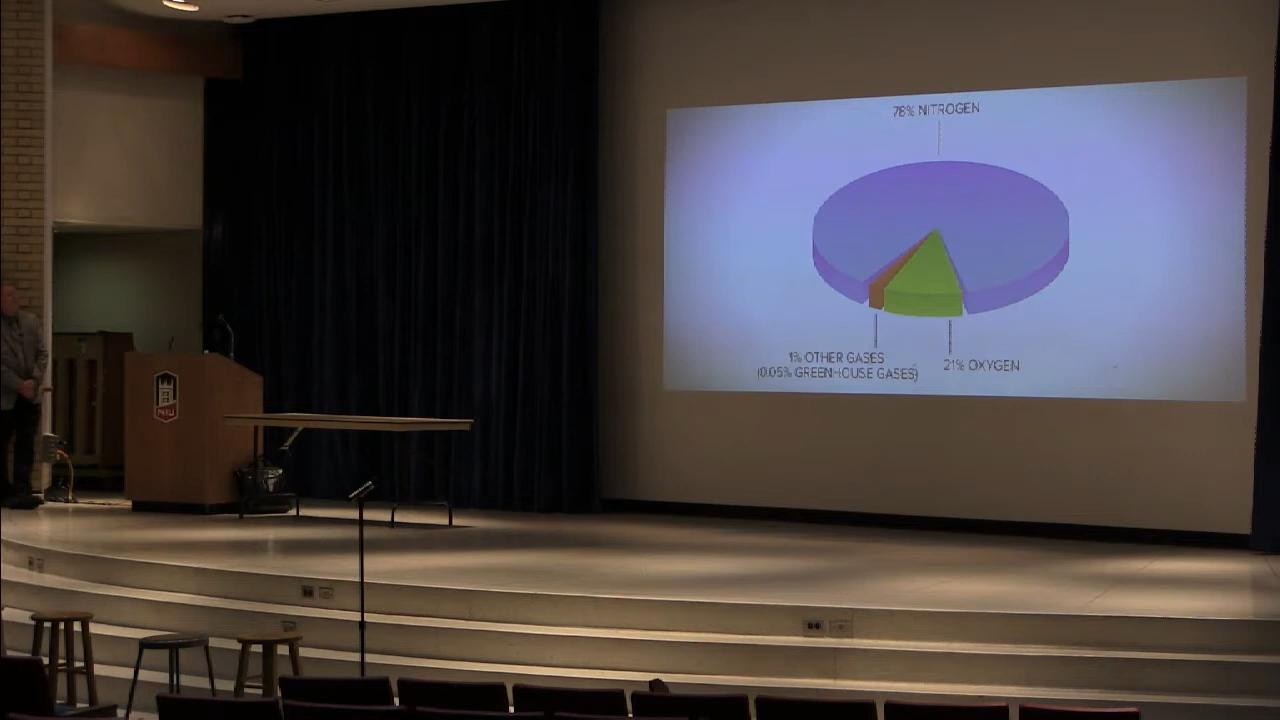 78% NITROGEN
1% OTHER GASES
(0.05% GREENHOUSE GASES)
21% OXYGEN
NIU